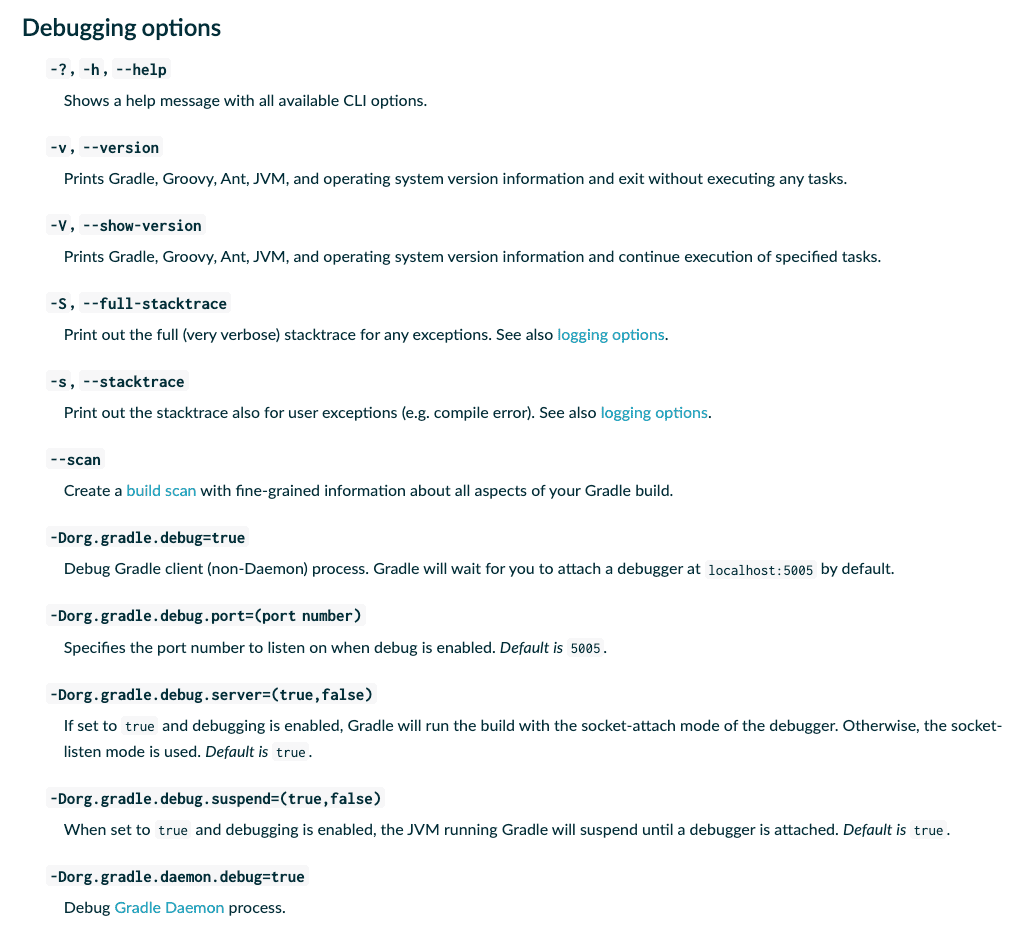 Debugging options
-?, -h, --help
Shows a help message with all available CLI options.
-v, --version
Prints Gradle, Groovy, Ant, JVM, and operating system version information and exit without executing any tasks.
-V, --show-version
Prints Gradle, Groovy, Ant, JVM, and operating system version information and continue execution of specified tasks.
-S, --full-stacktrace
Print out the full (very verbose) stacktrace for any exceptions. See also logging options.
-s, --stacktrace
Print out the stacktrace also for user exceptions (e.g. compile error). See also logging options.
--scan
Create a build scan with fine-grained information about all aspects of your Gradle build.
-Dorg.gradle.debug=true
Debug Gradle client (non-Daemon) process. Gradle will wait for you to attach a debugger at localhost:5005 by default.
-Dorg.gradle.debug.port=(port number)
Specifies the port number to listen on when debug is enabled. Default is 5005.
-Dorg.gradle.debug.server=(true,false)
If set to true and debugging is enabled, Gradle will run the build with the socket-attach mode of the debugger. Otherwise, the socket-
listen mode is used. Default is true.
-Dorg.gradle.debug.suspend=(true,false)
When set to true and debugging is enabled, the JVM running Gradle will suspend until a debugger is attached. Default is true.
-Dorg.gradle.daemon.debug=true
Debug Gradle Daemon process.